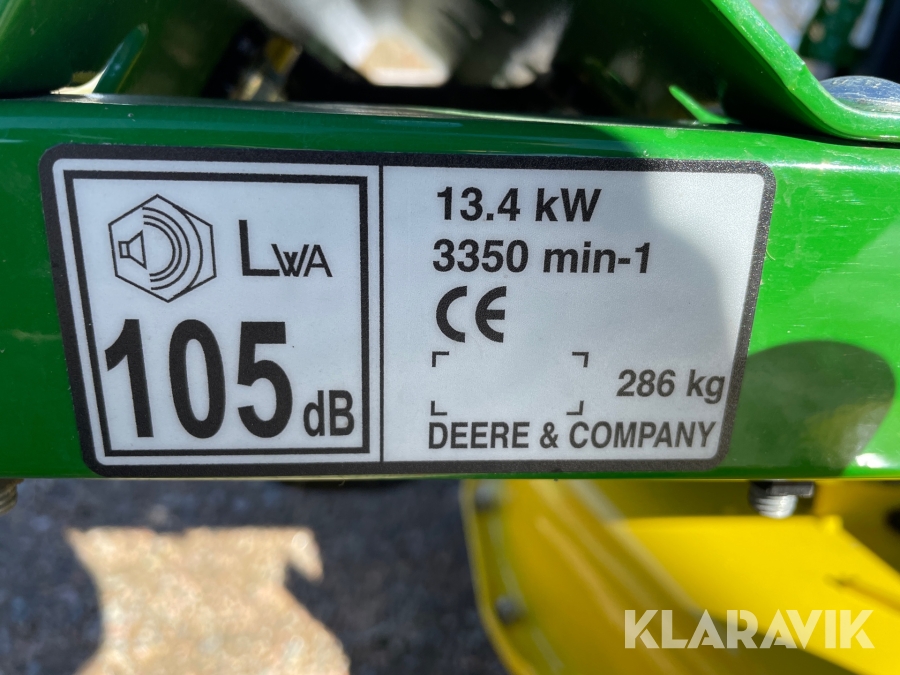 LWA
105 dB
13.4 kW
3350 min-1
CE
286 kg
DEERE & COMPANY
KLARAVIK